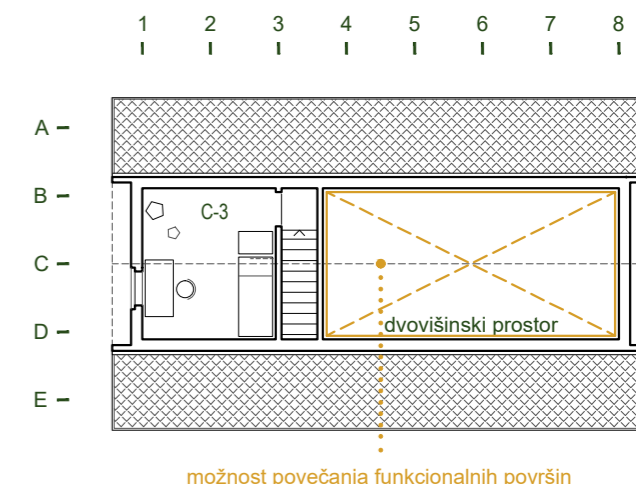 1 2 3 4 5 6 7 8
A
B
C-3
C
D
dvovišinski prostor
E
možnost povečanja funkcionalnih površin